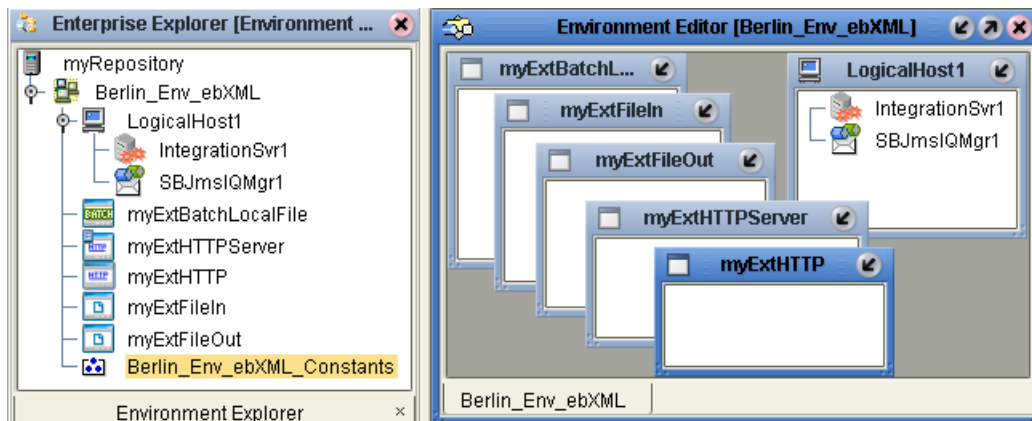 Enterprise Explorer [Environment ...
myRepository
Berlin_Env_ebXML
LogicalHost1
IntegrationSvr1
SBJmsIQMgr1
BATCH
myExtBatchLocalFile
HTTP
myExtHTTPServer
HTTP
myExtHTTP
myExtFileIn
myExtFileOut
Berlin_Env_ebXML_Constants
Environment Explorer
Environment Editor [Berlin_Env_ebXML]
myExtBatchL...
myExtFileIn
myExtFileOut
myExtHTTPServer
myExtHTTP
LogicalHost1
IntegrationSvr1
SBJmsIQMgr1
Berlin_Env_ebXML